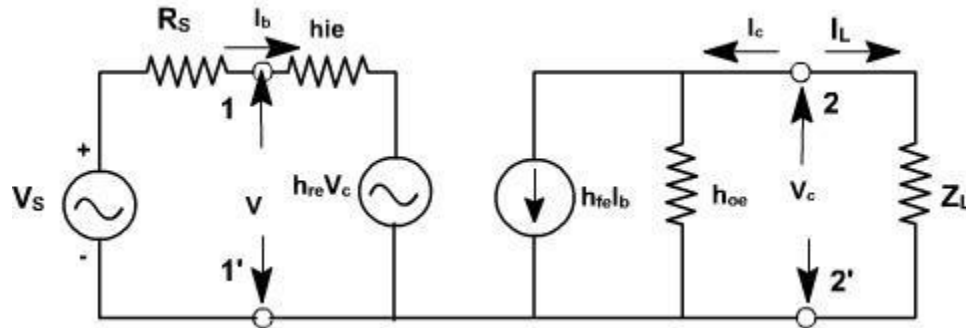 RS Ib hie Ic IL
1 2
+
VS V hreVc hfeIb hoe Vc ZL
-
1' 2'